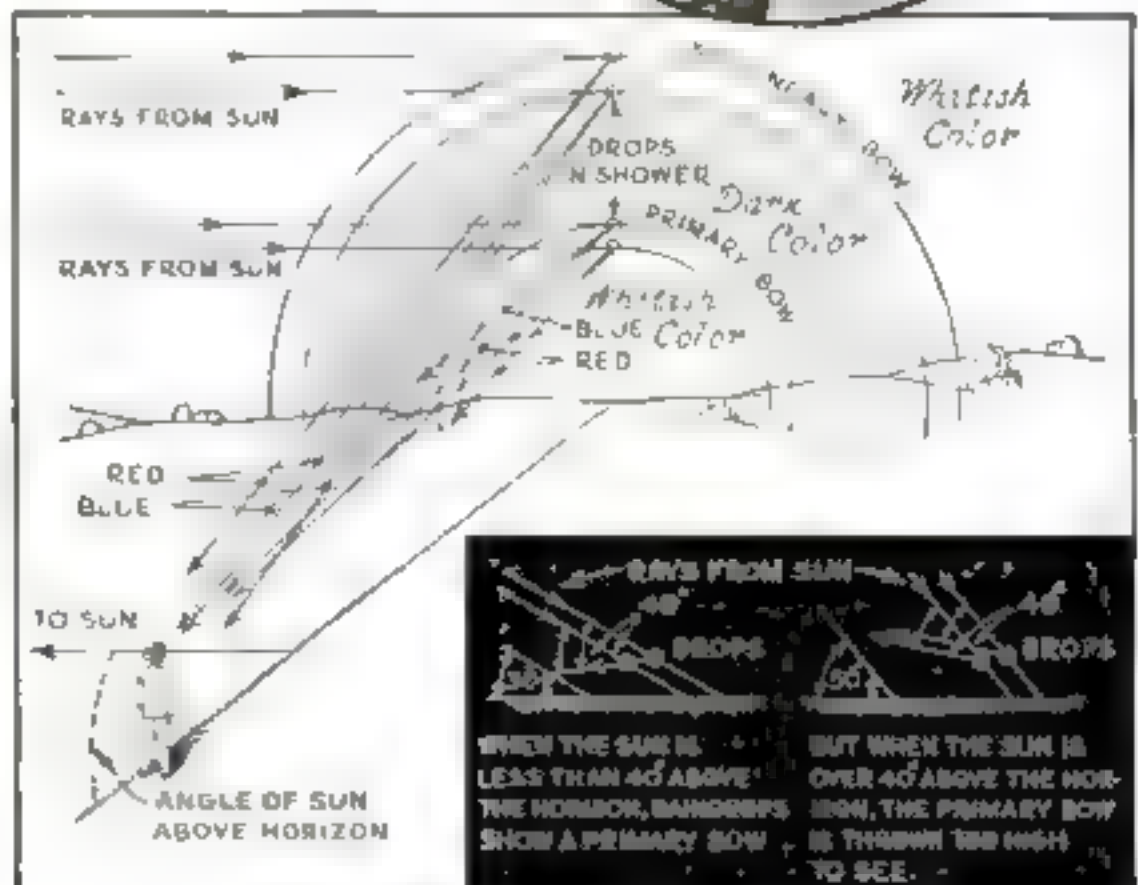 RAYS FROM SUN
Whitish
Color
BOW
DROPS
SHOWER
Dark
Color
PRIMARY BOW
RAYS FROM SUN
Whitish
Color
BLUE
RED
RED
BLUE
TO SUN
ANGLE OF SUN
ABOVE HORIZON
RAYS FROM SUN
40°
DROPS
40
DROPS
WHEN THE SUN IS
LESS THAN 40° ABOVE
THE HORIZON, RAINDROPS
SHOW A PRIMARY BOW
BUT WHEN THE SUN IS
OVER 40° ABOVE THE HOR-
IZON, THE PRIMARY BOW
IS THROWN TOO HIGH
TO SEE.